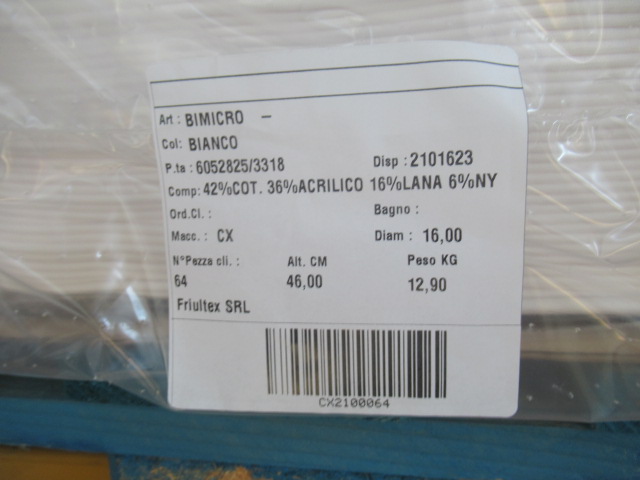 Art.: BIMICRO -
Col: BIANCO
P.ta : 6052825/3318 Disp : 2101623
Comp: 42%COT. 36%ACRILICO 16%LANA 6%NY
Ord.Cl. : Bagno :
Macc. : CX Diam : 16,00
N°Pezza cli. : Alt. CM Peso KG
64 46,00 12,90
Friultex SRL
CX2100064